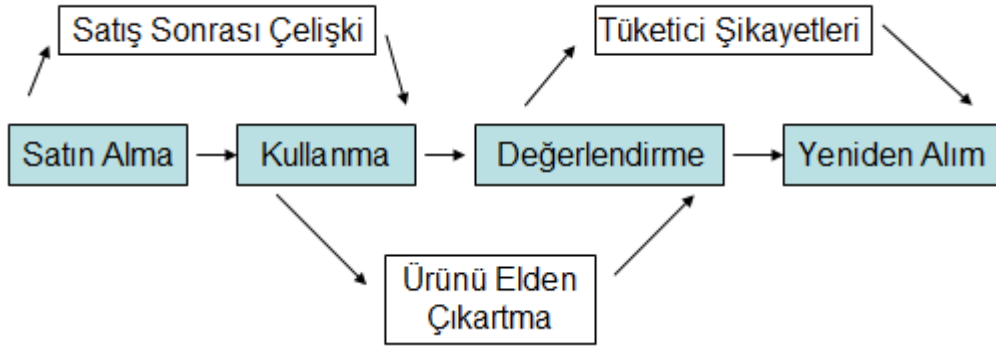 Satış Sonrası Çelişki
Tüketici Şikayetleri
Satın Alma
Kullanma
Değerlendirme
Yeniden Alım
Ürünü Elden
Çıkartma